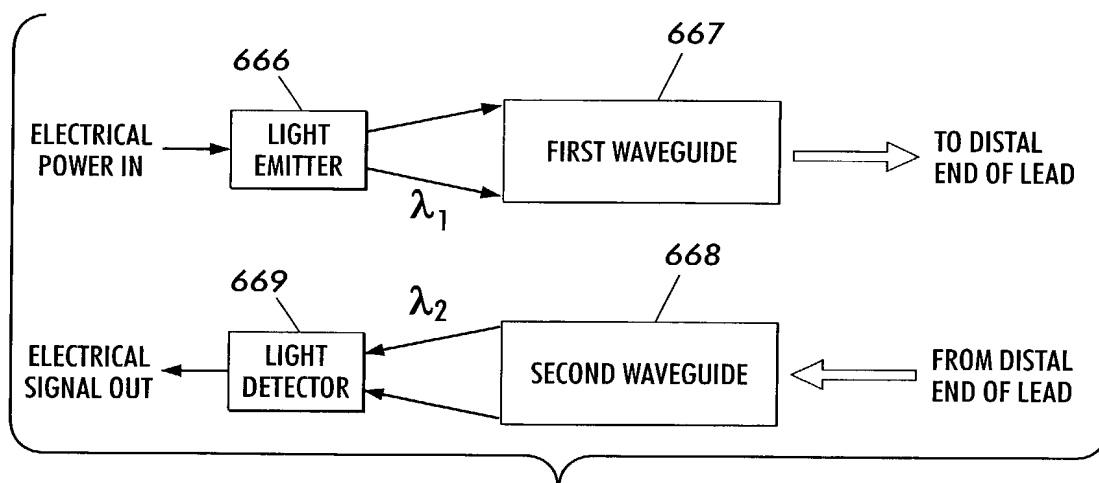 666
667
ELECTRICAL
POWER IN
LIGHT
EMITTER
FIRST WAVEGUIDE
TO DISTAL
END OF LEAD
λ1
669
λ2
668
ELECTRICAL
SIGNAL OUT
LIGHT
DETECTOR
SECOND WAVEGUIDE
FROM DISTAL
END OF LEAD